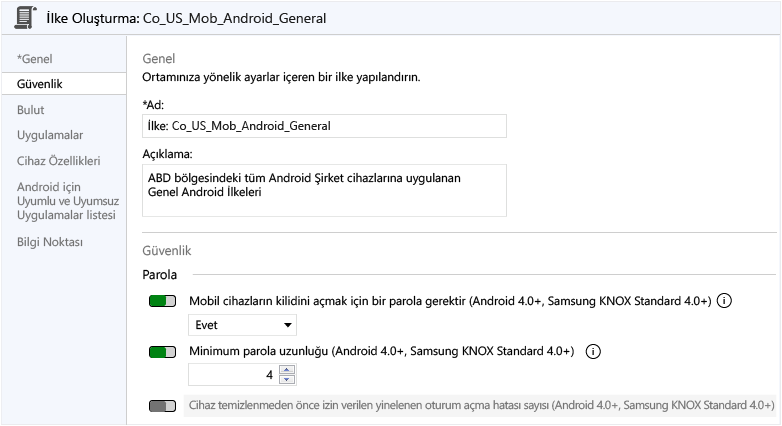 İlke Oluşturma: Co_US_Mob_Android_General
*Genel
Güvenlik
Bulut
Uygulamalar
Cihaz Özellikleri
Android için
Uyumlu ve Uyumsuz
Uygulamalar listesi
Bilgi Noktası
Genel
Ortamınıza yönelik ayarlar içeren bir ilke yapılandırın.
*Ad:
İlke: Co_US_Mob_Android_General
Açıklama:
ABD bölgesindeki tüm Android Şirket cihazlarına uygulanan
Genel Android İlkeleri
Güvenlik
Parola
Mobil cihazların kilidini açmak için bir parola gerektir (Android 4.0+, Samsung KNOX Standard 4.0+)
Evet
Minimum parola uzunluğu (Android 4.0+, Samsung KNOX Standard 4.0+)
4
Cihaz temizlenmeden önce izin verilen yinelenen oturum açma hatası sayısı (Android 4.0+, Samsung KNOX Standard 4.0+)